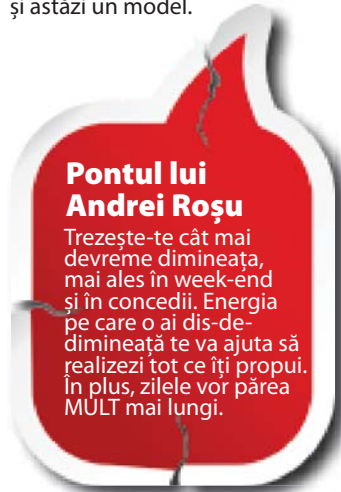 și astăzi un model.
Pontul lui
Andrei Roșu
Trezește-te cât mai
devreme dimineața,
mai ales în week-end
și în concedii. Energia
pe care o ai dis-de-
dimineață te va ajuta să
realizezi tot ce îți propui.
În plus, zilele vor părea
MULT mai lungi.